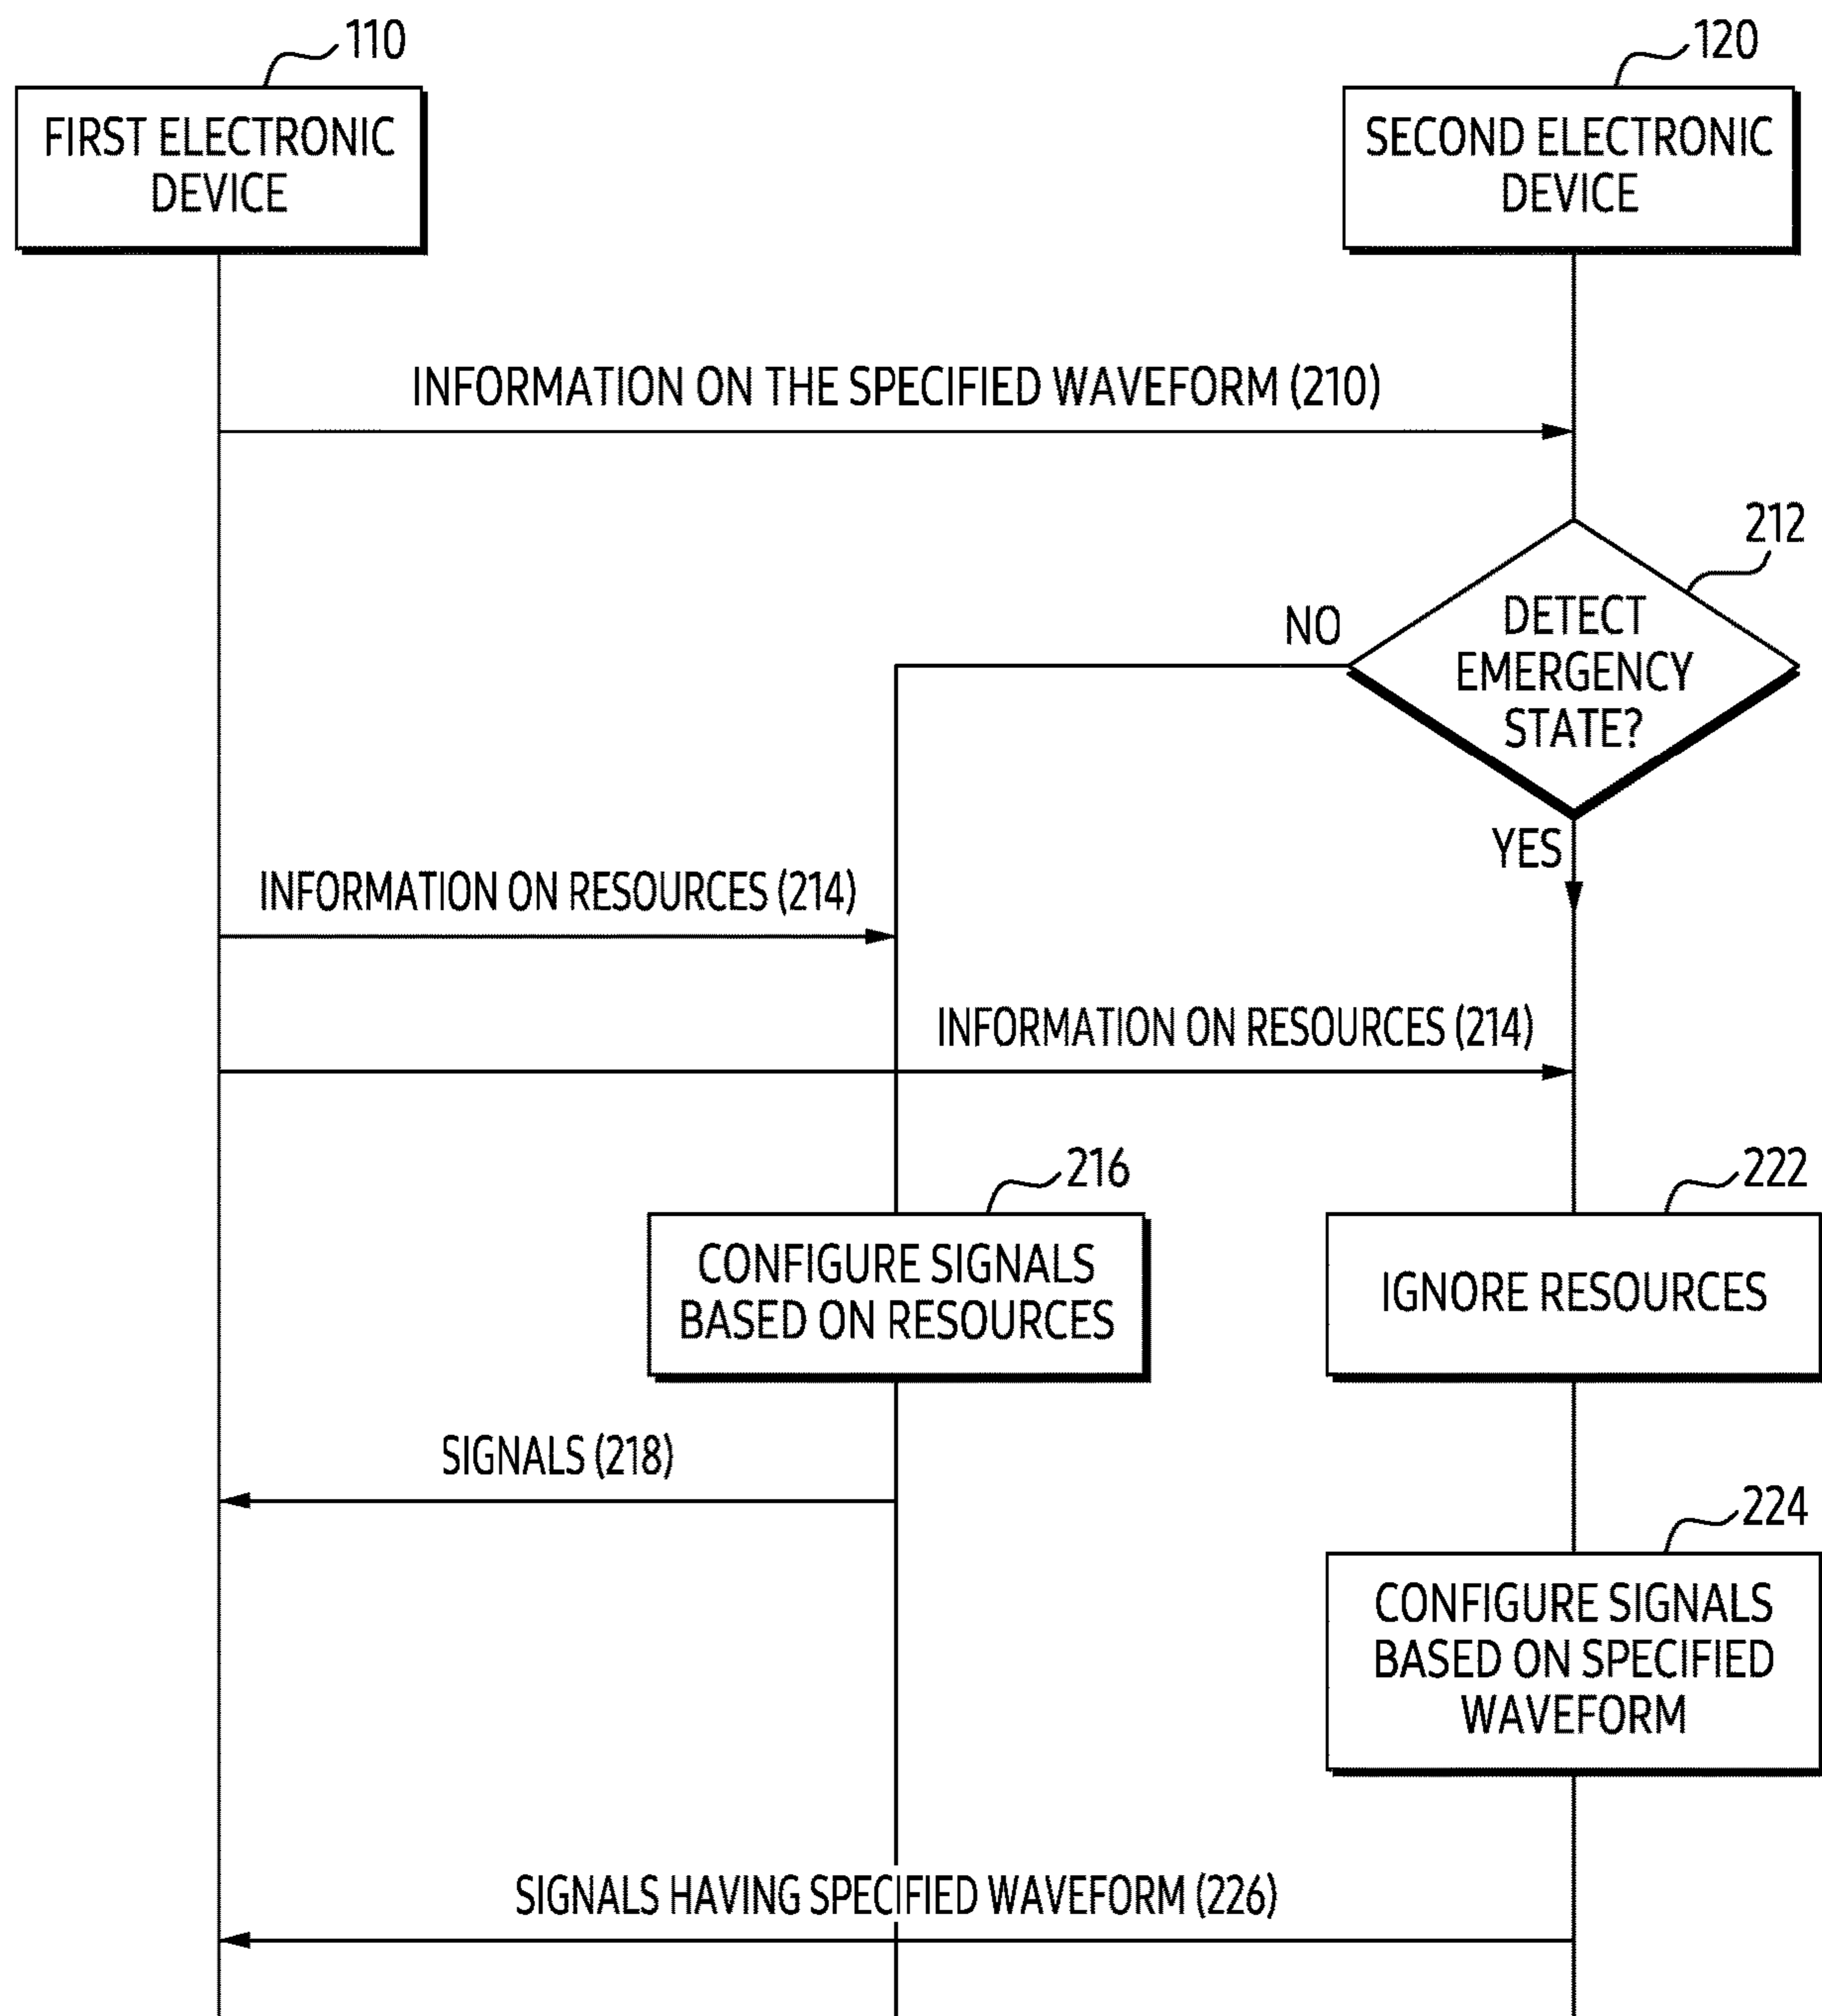 110
120
FIRST ELECTRONIC
DEVICE
SECOND ELECTRONIC
DEVICE
INFORMATION ON THE SPECIFIED WAVEFORM (210)
212
DETECT
EMERGENCY
STATE?
NO
YES
INFORMATION ON RESOURCES (214)
INFORMATION ON RESOURCES (214)
216
222
CONFIGURE SIGNALS
BASED ON RESOURCES
IGNORE RESOURCES
SIGNALS (218)
224
CONFIGURE SIGNALS
BASED ON SPECIFIED
WAVEFORM
SIGNALS HAVING SPECIFIED WAVEFORM (226)